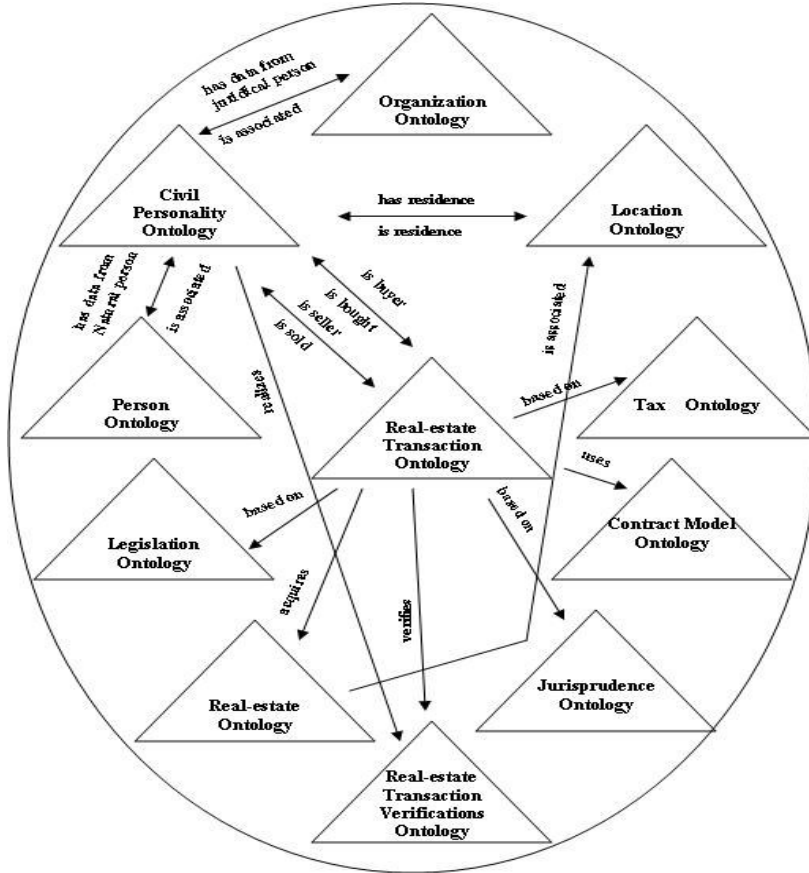 has data from
juridical person
is associated
Organization
Ontology
Civil
Personality
Ontology
has residence
is residence
Location
Ontology
has data from
Natural person
is associated
is buyer
is bought
is seller
is sold
is associated
realizes
Person
Ontology
Real-estate
Transaction
Ontology
based on
Tax Ontology
uses
based on
Legislation
Ontology
based on
Contract Model
Ontology
acquires
verifies
Real-estate
Ontology
Jurisprudence
Ontology
Real-estate
Transaction
Verifications
Ontology